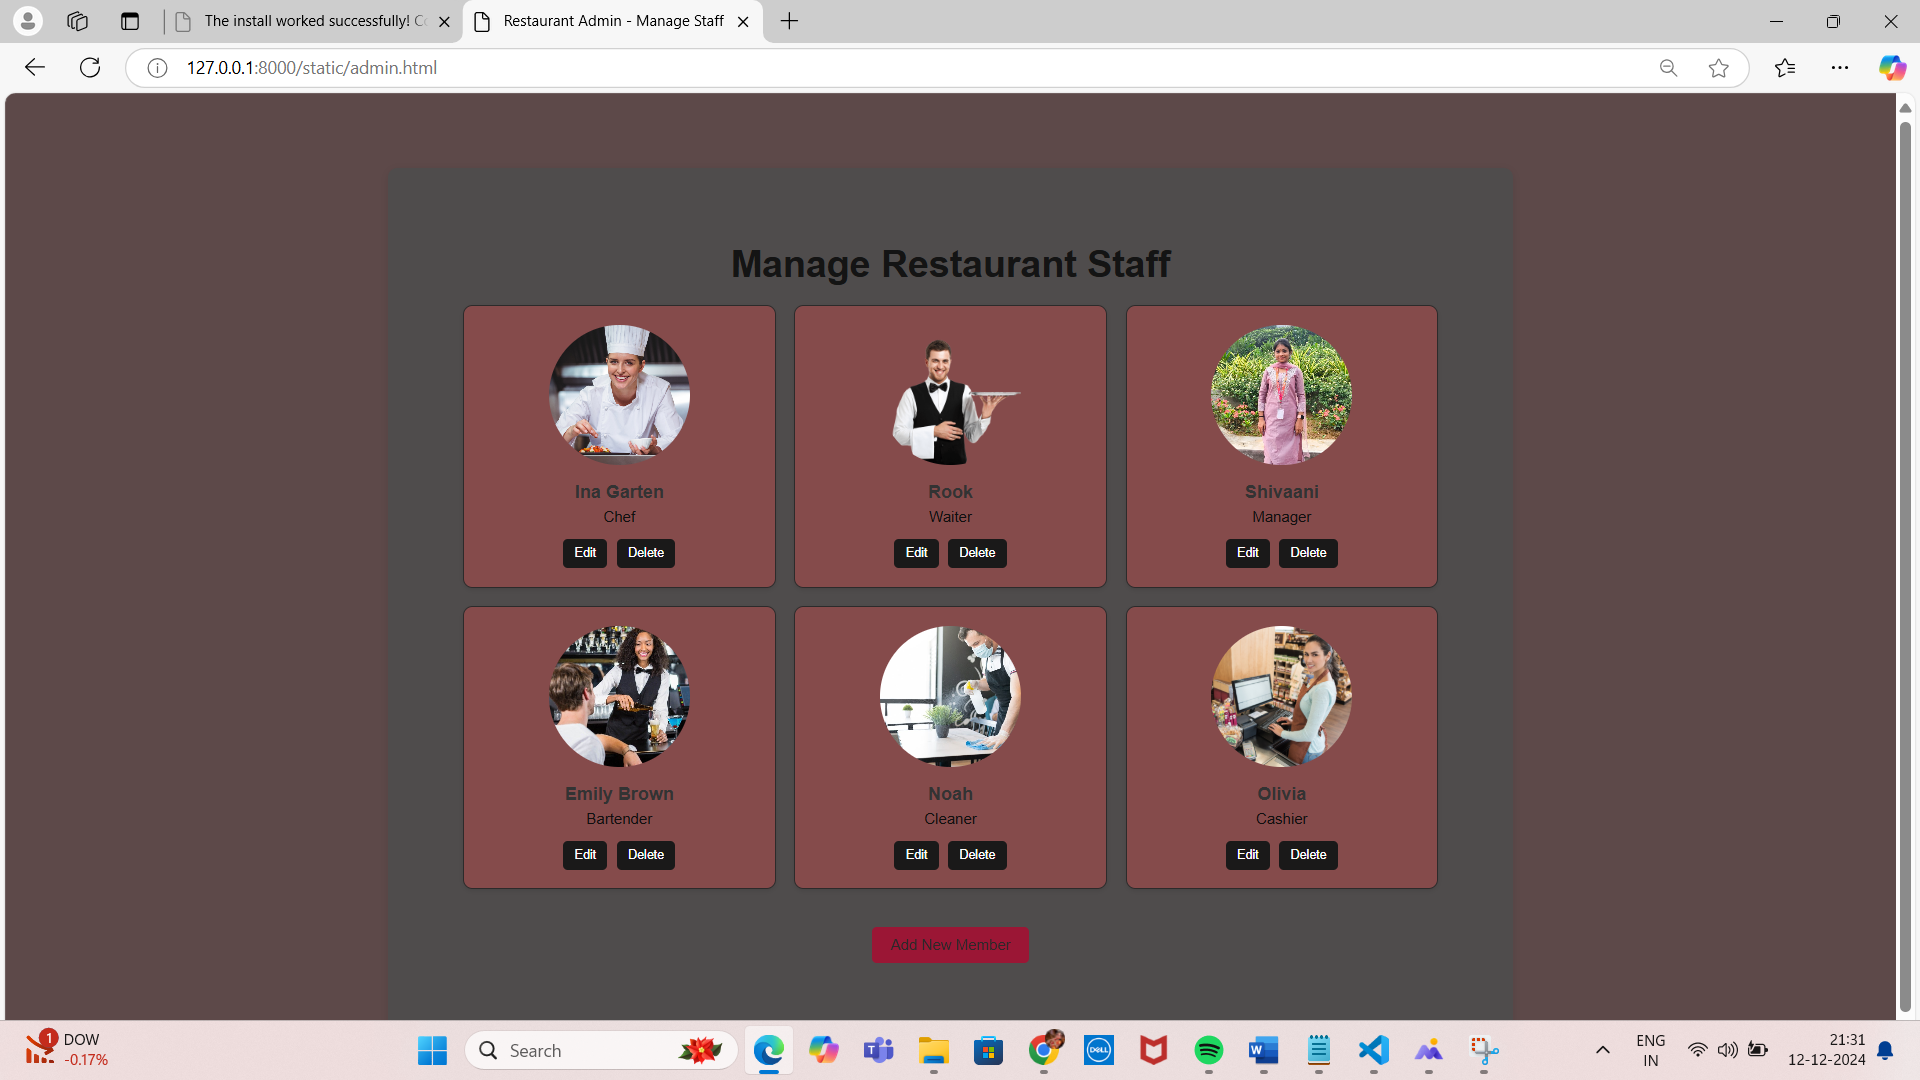 The install worked successfully! Co
Restaurant Admin - Manage Staff
127.0.0.1:8000/static/admin.html
Manage Restaurant Staff
Ina Garten
Chef
Edit Delete
Rook
Waiter
Edit Delete
Shivaani
Manager
Edit Delete
Emily Brown
Bartender
Edit Delete
Noah
Cleaner
Edit Delete
Olivia
Cashier
Edit Delete
Add New Member
1
DOW
-0.17%
Search
DELL
W
ENG
IN
21:31
12-12-2024